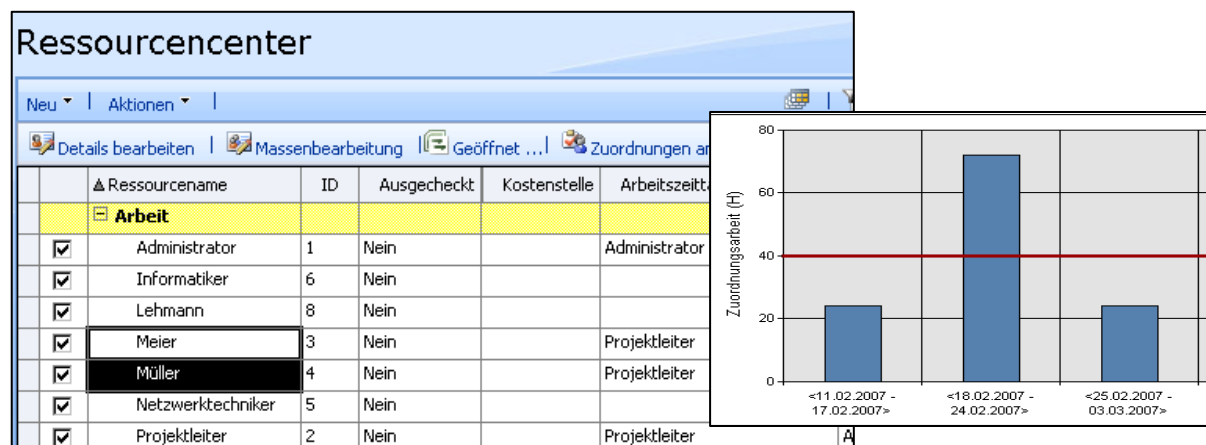 Ressourcencenter
Neu | Aktionen |
Details bearbeiten | Massenbearbeitung | Geöffnet ... | Zuordnungen
Ressourcename ID Ausgecheckt Kostenstelle
Arbeit
Administrator 1 Nein Administrator
Informatiker 6 Nein
Lehmann 8 Nein
Meier 3 Nein Projektleiter
Müller 4 Nein Projektleiter
Netzwerktechniker 5 Nein
Projektleiter 2 Nein Projektleiter A
Zuordnungsarbeit (H)
80
60
40
20
0
<11.02.2007 - <18.02.2007 - <25.02.2007 -
17.02.2007> 24.02.2007> 03.03.2007>